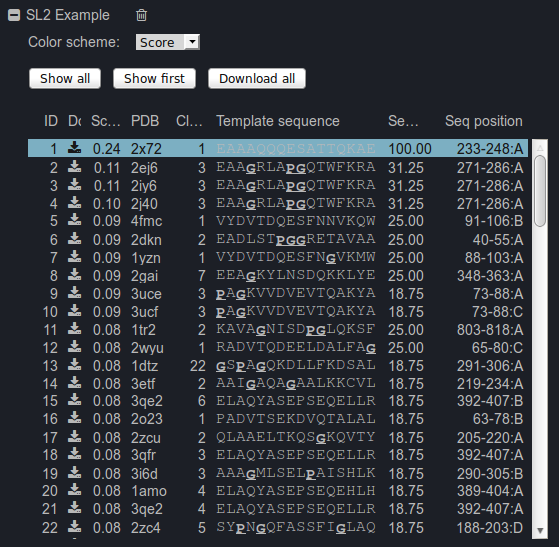 SL2 Example
Color scheme: Score
Show all Show first Download all
ID Do Sc... PDB Cl... Template sequence Se... Seq position
1 0.24 2x72 1 EAAAQQQESATTQKAE 100.00 233-248:A
2 0.11 2ej6 3 EAAGRLAPGQTWFKRA 31.25 271-286:A
3 0.11 2iy6 3 EAAGRLAPGQTWFKRA 31.25 271-286:A
4 0.10 2j40 3 EAAGRLAPGQTWFKRA 31.25 271-286:A
5 0.09 4fmc 1 VYDVTDQESFNNVKQW 25.00 91-106:B
6 0.09 2dkn 2 EADLSTPGGRETAVAA 25.00 40-55:A
7 0.09 1yzn 1 VYDVTDQESFNGVKMW 25.00 88-103:A
8 0.09 2gai 7 EEAGKYLNSDQKKLYE 25.00 348-363:A
9 0.09 3uce 3 PAGKVVDVEVTQAKYA 18.75 73-88:A
10 0.09 3ucf 3 PAGKVVDVEVTQAKYA 18.75 73-88:C
11 0.08 1tr2 2 KAVAGNISDPGLQKSF 25.00 803-818:A
12 0.08 2wyu 1 RADVTQDEELDALFAG 25.00 65-80:C
13 0.08 1dtz 22 GSPAGQKDLLFKDSAL 18.75 291-306:A
14 0.08 3etf 2 AAIGAQAGAALKKCVL 18.75 219-234:A
15 0.08 3qe2 6 ELAQYASEPSEQELLR 18.75 392-407:B
16 0.08 2o23 1 PADVTSEKDVQTALAL 18.75 63-78:B
17 0.08 2zcu 2 QLAAELTKQSGKQVTY 18.75 205-220:A
18 0.08 3qfr 3 ELAQYASEPSEQELLR 18.75 392-407:A
19 0.08 3i6d 3 AAAGMLSELPAISHLK 18.75 290-305:B
20 0.08 1amo 4 ELAQYASEPSEQEHLH 18.75 389-404:A
21 0.08 3qe2 4 ELAQYASEPSEQELLR 18.75 392-407:A
22 0.08 2zc4 5 SYPNGQFASSFIGLAQ 18.75 188-203:D